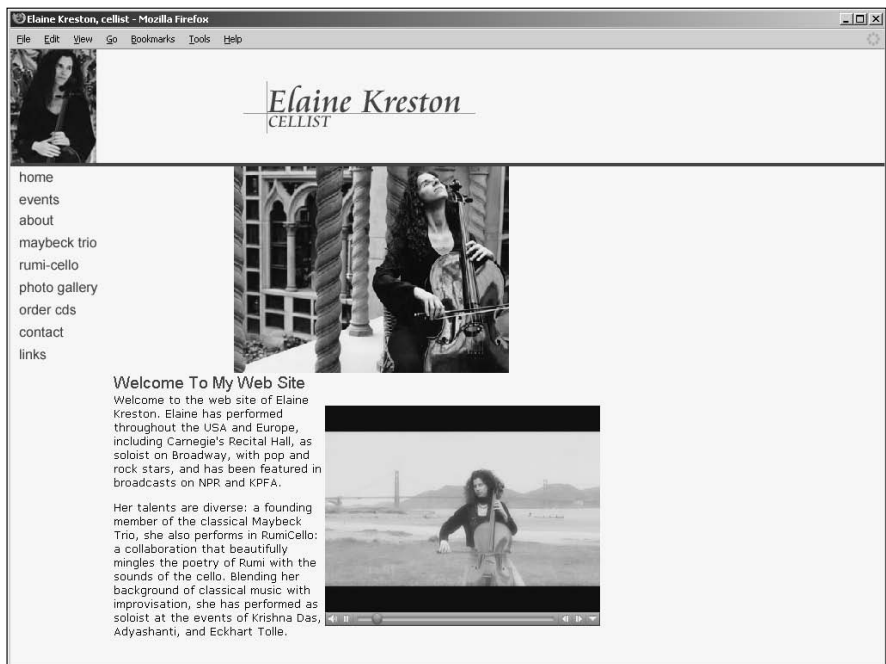 Elaine Kreston, cellist - Mozilla Firefox
File Edit View Go Bookmarks Tools Help
Elaine Kreston
CELLIST
home
events
about
maybeck trio
rumi-cello
photo gallery
order cds
contact
links
Welcome To My Web Site
Welcome to the web site of Elaine
Kreston. Elaine has performed
throughout the USA and Europe,
including Carnegie's Recital Hall, as
soloist on Broadway, with pop and
rock stars, and has been featured in
broadcasts on NPR and KPFA.
Her talents are diverse: a founding
member of the classical Maybeck
Trio, she also performs in RumiCello:
a collaboration that beautifully
mingles the poetry of Rumi with the
sounds of the cello. Blending her
background of classical music with
improvisation, she has performed as
soloist at the events of Krishna Das,
Adyashanti, and Eckhart Tolle.